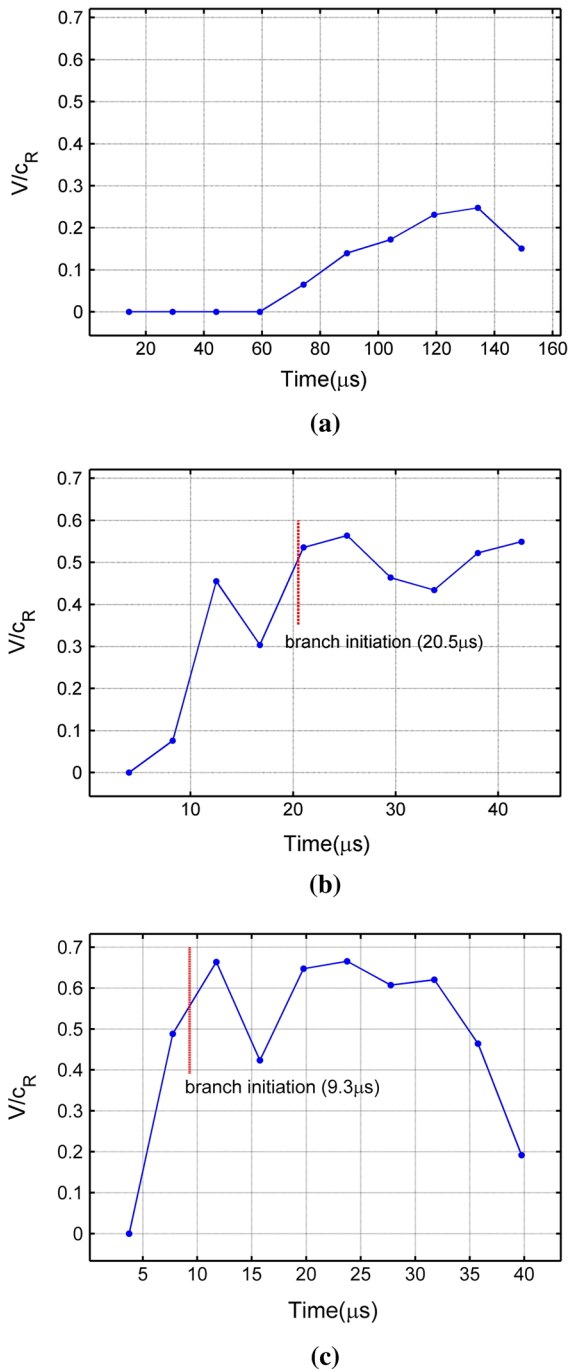 0.7
0.6
0.5
0.4
0.3
0.2
0.1
0
V/cR
20 40 60 80 100 120 140 160
Time(μs)
(a)
0.7
0.6
0.5
0.4
0.3
0.2
0.1
0
V/cR
branch initiation (20.5μs)
10 20 30 40
Time(μs)
(b)
0.7
0.6
0.5
0.4
0.3
0.2
0.1
0
V/cR
branch initiation (9.3μs)
5 10 15 20 25 30 35 40
Time(μs)
(c)